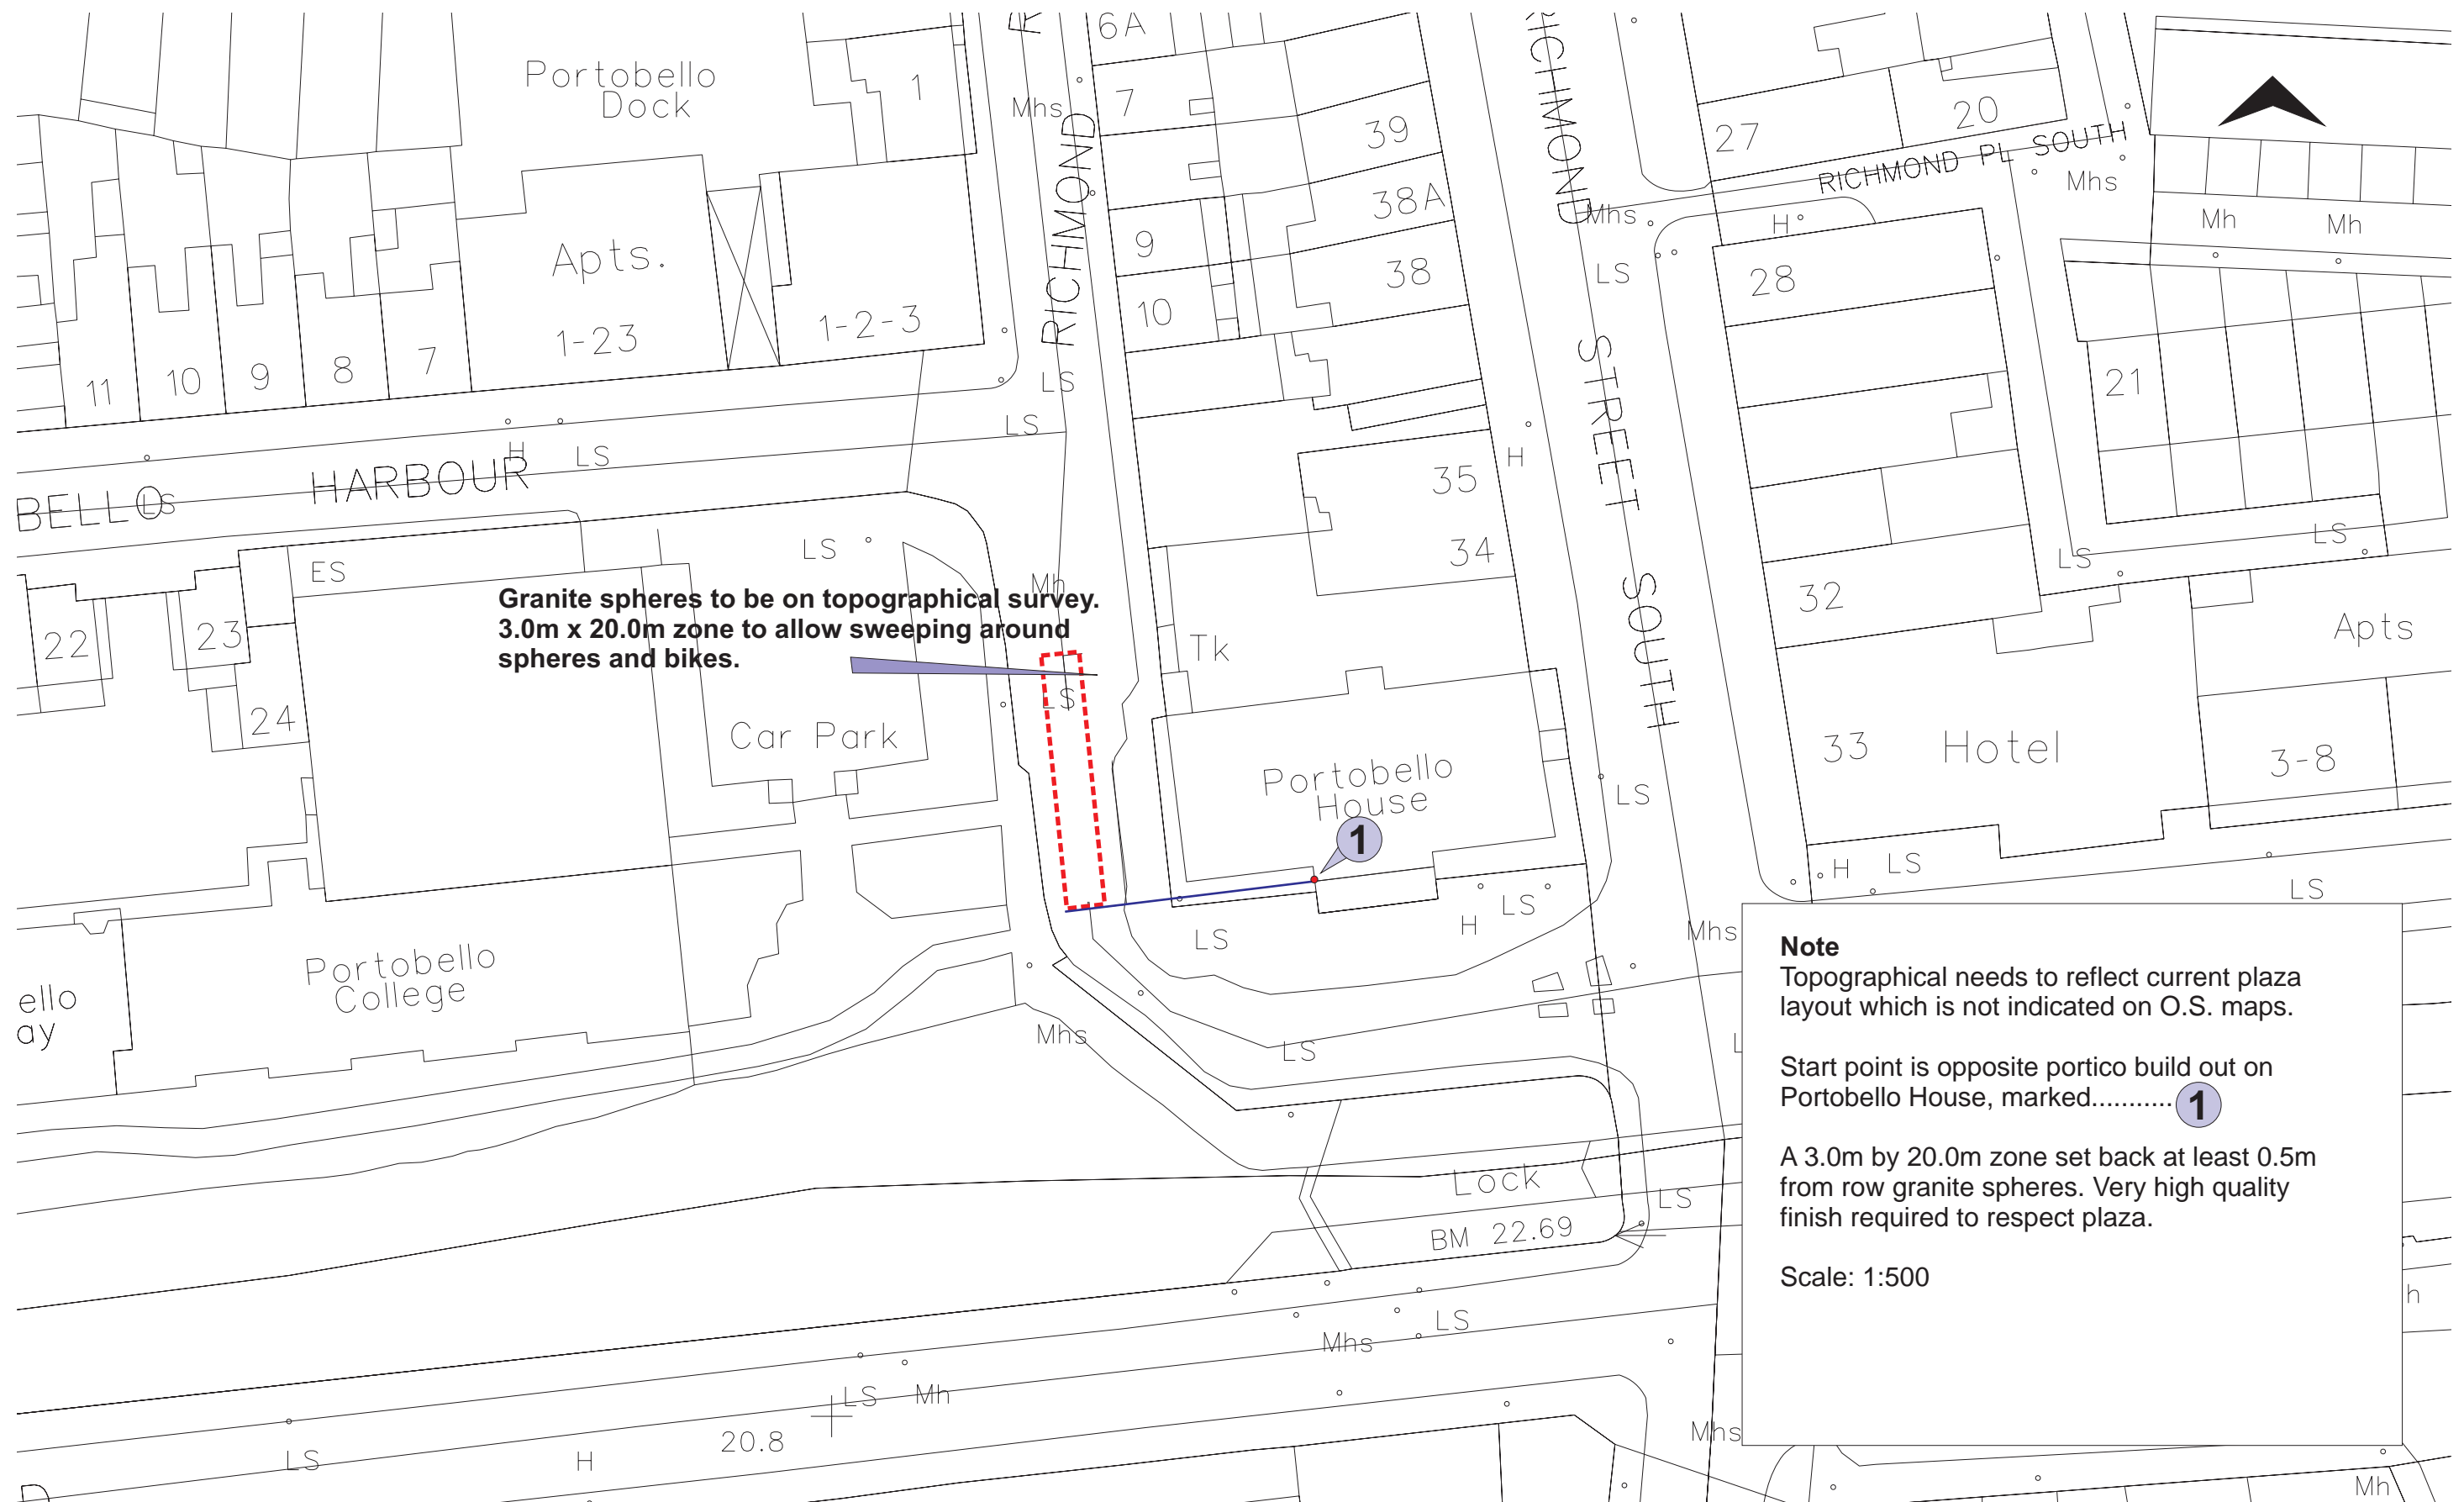 6A
Portobello
Dock
1
Mhs
7
39
27
20
RICHMOND PL SOUTH
Mhs
RICHMOND
RICHMOND
38A
Mhs
H
Mh
Mh
Apts.
9
38
LS
28
10
1-23
1-2-3
11
10
9
8
7
LS
STREET SOUTH
21
LS
H
LS
HARBOUR
BELLO
LS
35
H
LS
34
LS
LS
ES
Mh
Granite spheres to be on topographical survey.
3.0m x 20.0m zone to allow sweeping around
spheres and bikes.
22
23
32
Tk
Apts
24
LS
Car Park
33
Hotel
3-8
Portobello
House
LS
1
H
LS
LS
LS
H
LS
Mhs
Portobello
College
ello
ay
Mhs
LS
Note
Topographical needs to reflect current plaza
layout which is not indicated on O.S. maps.
Start point is opposite portico build out on
Portobello House, marked...........1
A 3.0m by 20.0m zone set back at least 0.5m
from row granite spheres. Very high quality
finish required to respect plaza.
Scale: 1:500
Lock
LS
BM 22.69
h
LS
Mhs
LS
Mh
20.8
LS
H
Mhs
Mh